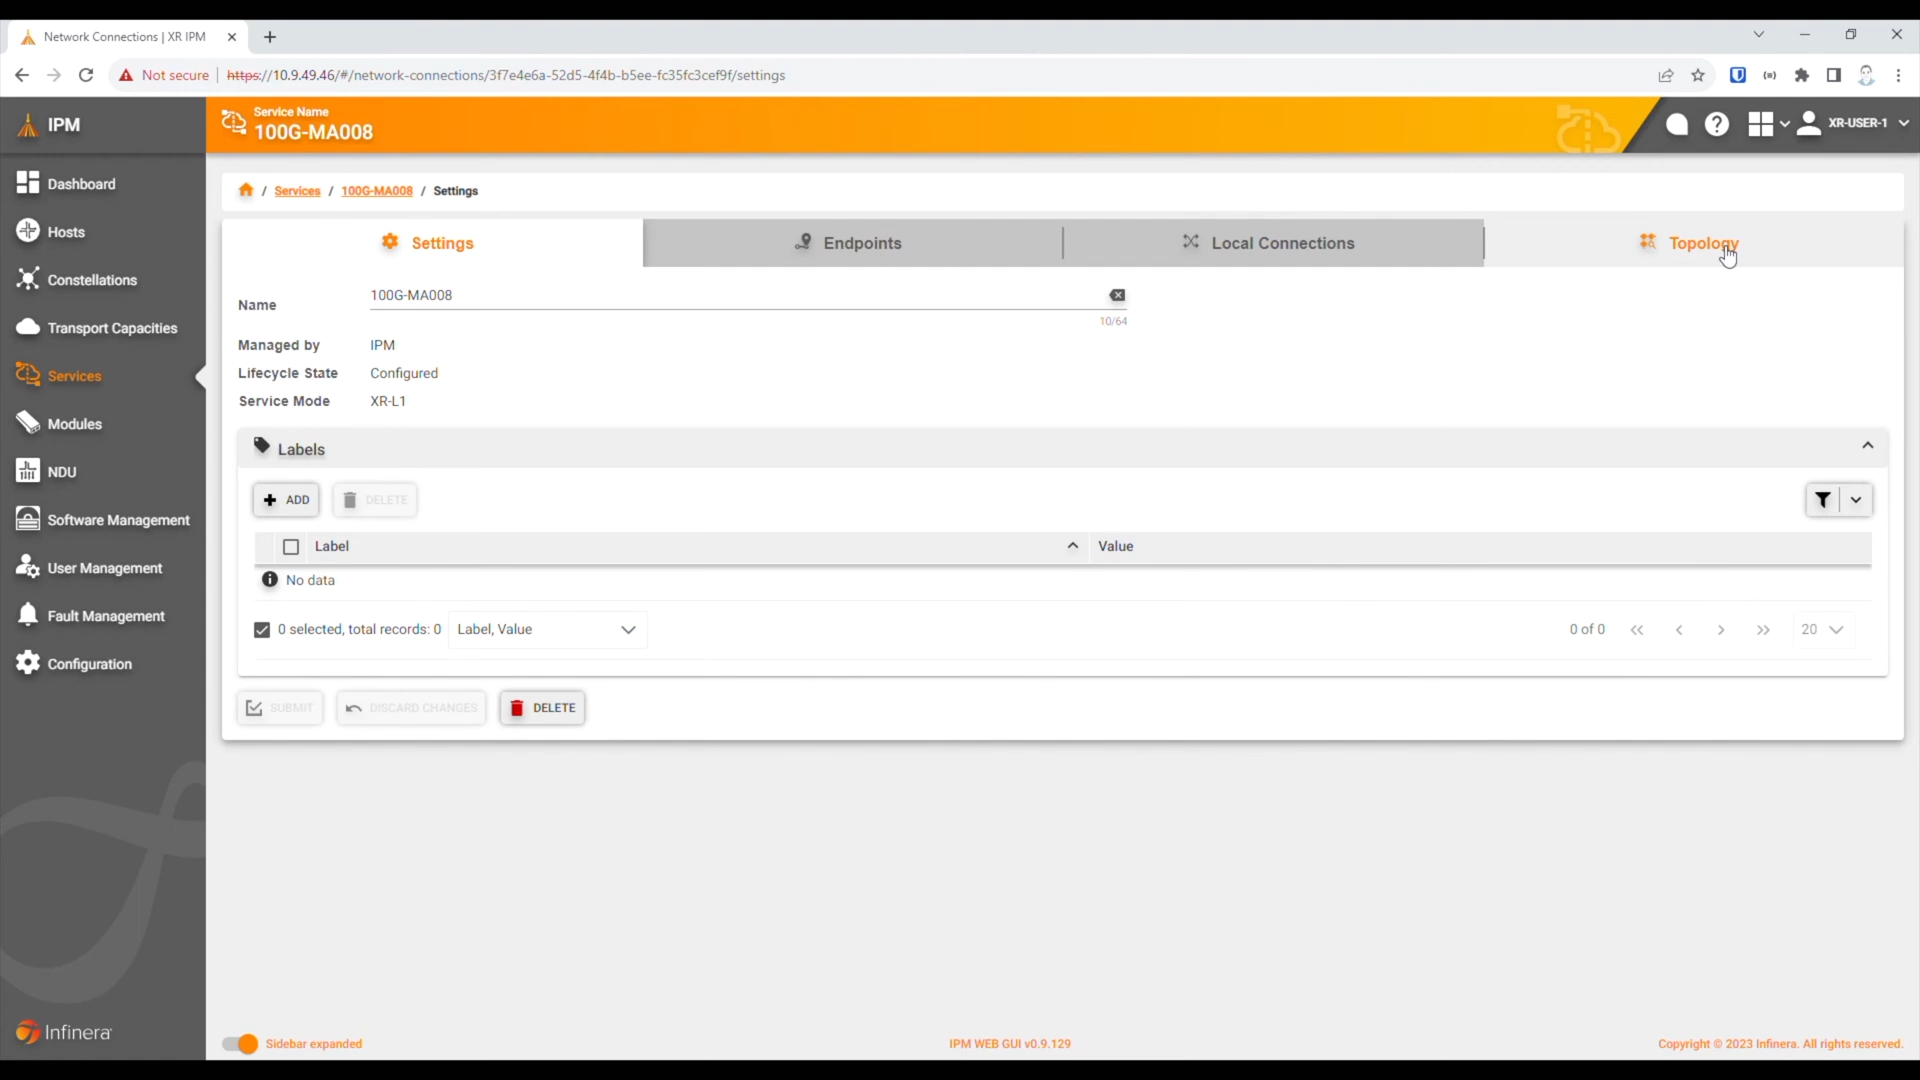 Network Connections | XR IPM
Not secure https://10.9.49.46/#/network-connections/3f7e4e6a-52d5-4f4b-b5ee-fc35fc3cef9f/settings
IPM
Service Name
100G-MA008
XR-USER-1
Dashboard
Hosts
Constellations
Transport Capacities
Services
Modules
NDU
Software Management
User Management
Fault Management
Configuration
Infinera
/ Services / 100G-MA008 / Settings
Settings
Endpoints
Local Connections
Topology
Name 100G-MA008
10/64
Managed by IPM
Lifecycle State Configured
Service Mode XR-L1
Labels
ADD DELETE
Label Value
No data
0 selected, total records: 0 Label, Value 0 of 0 20
SUBMIT DISCARD CHANGES DELETE
Sidebar expanded IPM WEB GUI v0.9.129 Copyright © 2023 Infinera. All rights reserved.